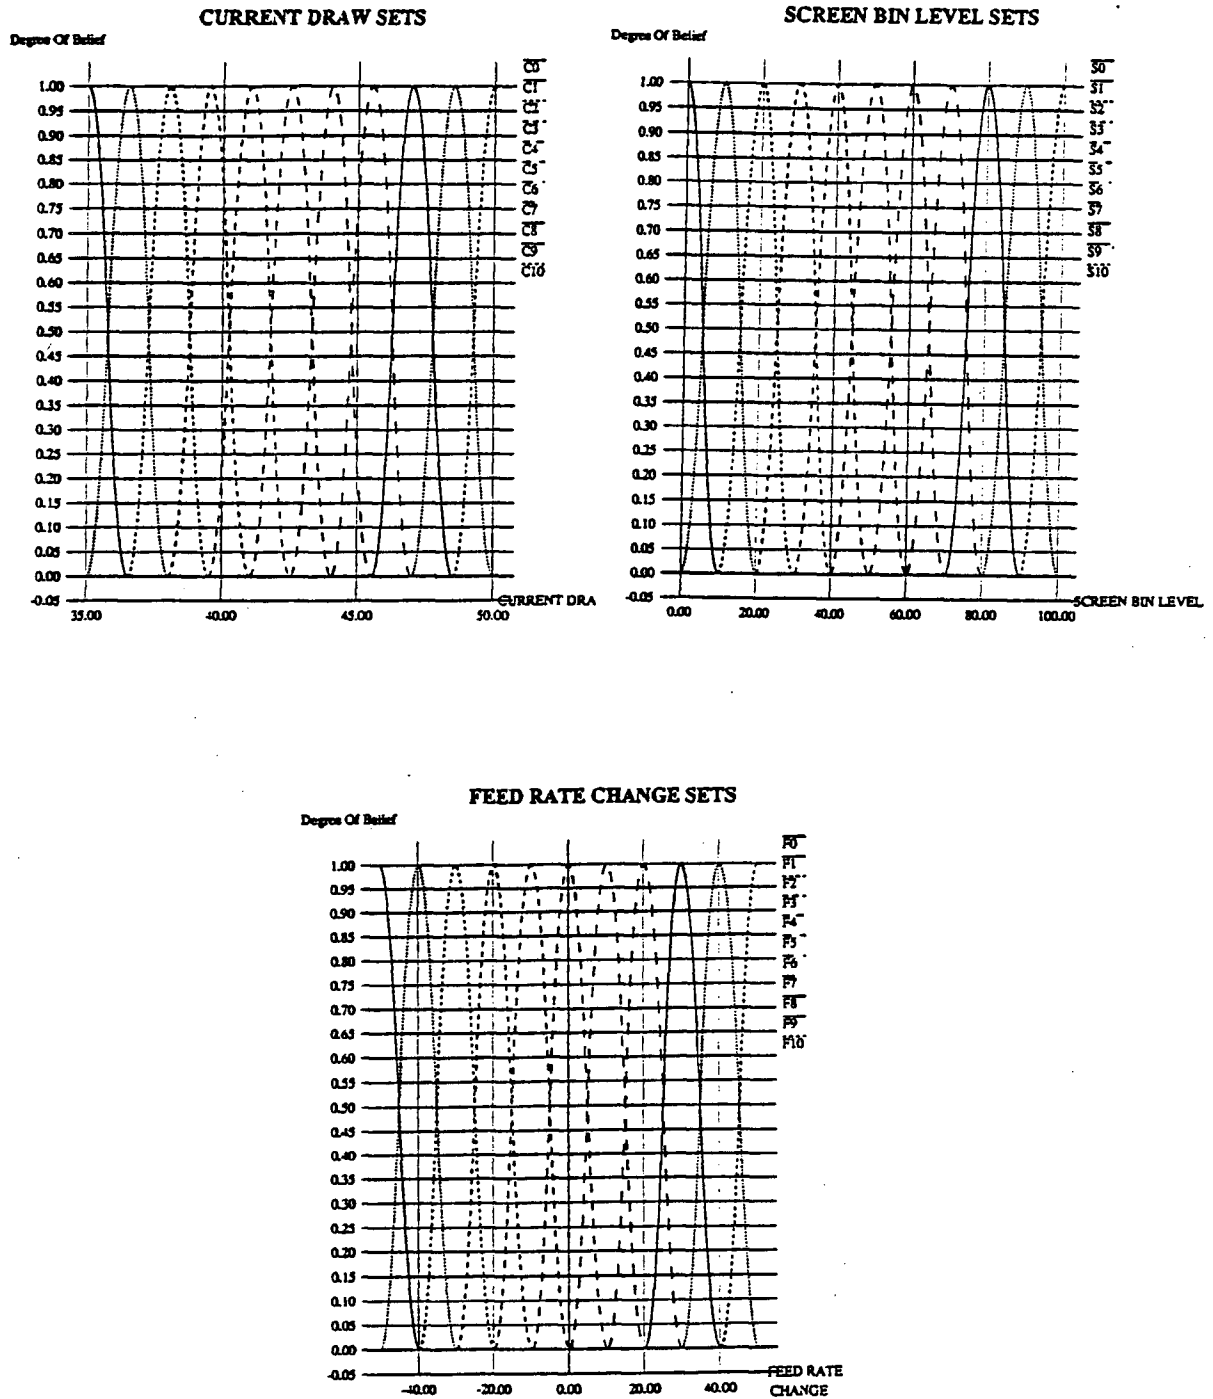 CURRENT DRAW SETS
Degree Of Belief
1.00
0.95
0.90
0.85
0.80
0.75
0.70
0.65
0.60
0.55
0.50
0.45
0.40
0.35
0.30
0.25
0.20
0.15
0.10
0.05
0.00
-0.05
35.00
40.00
45.00
50.00
CURRENT DRA
C0
C1
C2
C3
C4
C5
C6
C7
C8
C9
C10
SCREEN BIN LEVEL SETS
Degree Of Belief
1.00
0.95
0.90
0.85
0.80
0.75
0.70
0.65
0.60
0.55
0.50
0.45
0.40
0.35
0.30
0.25
0.20
0.15
0.10
0.05
0.00
-0.05
0.00
20.00
40.00
60.00
80.00
100.00
SCREEN BIN LEVEL
S0
S1
S2
S3
S4
S5
S6
S7
S8
S9
S10
FEED RATE CHANGE SETS
Degree Of Belief
1.00
0.95
0.90
0.85
0.80
0.75
0.70
0.65
0.60
0.55
0.50
0.45
0.40
0.35
0.30
0.25
0.20
0.15
0.10
0.05
0.00
-0.05
-40.00
-20.00
0.00
20.00
40.00
FEED RATE
CHANGE
F0
F1
F2
F3
F4
F5
F6
F7
F8
F9
F10